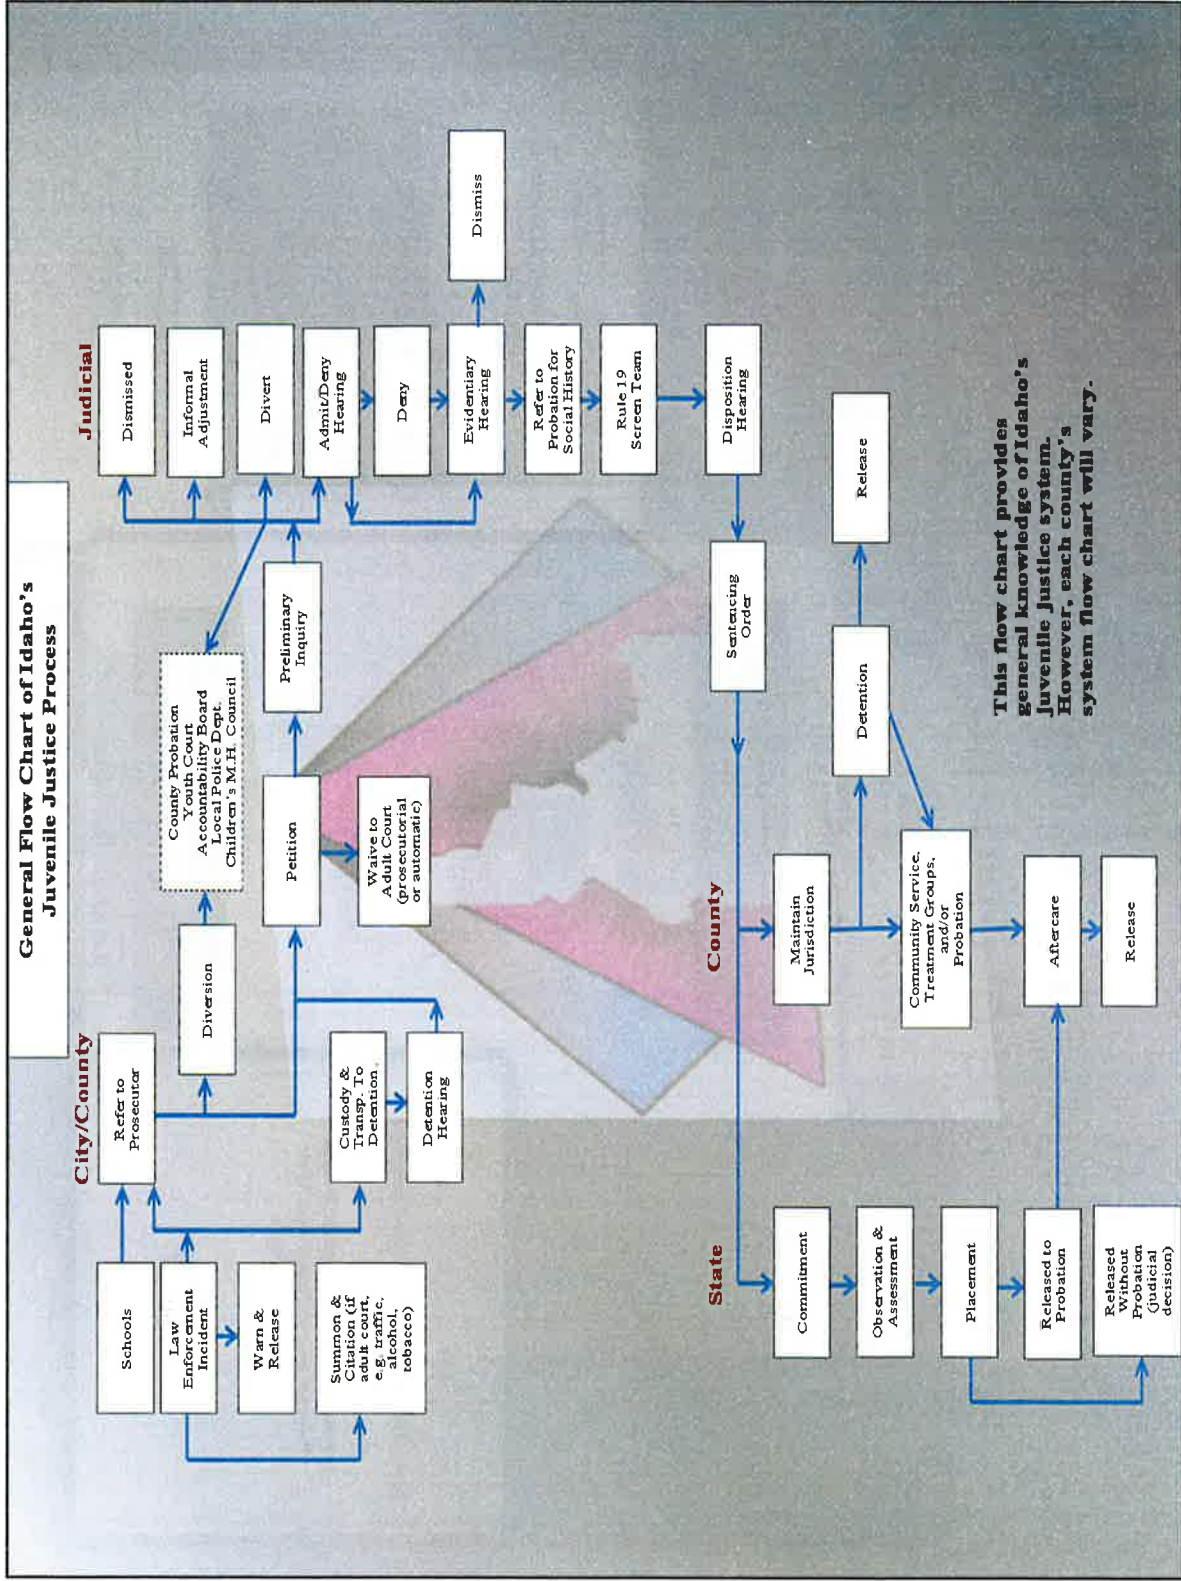 General Flow Chart of Idaho's
Juvenile Justice Process
City/County
Judicial
Schools
Refer to
Prosecutor
Law
Enforcement
Incident
Warn &
Release
Summon &
Citation (if
adult court,
e.g. traffic,
alcohol,
tobacco)
Custody &
Transp. To
Detention
Detention
Hearing
Diversion
County Probation
Youth Court
Accountability Board
Local Police Dept.
Children's M.H. Council
Petition
Waive to
Adult Court
(prosecutorial
or automatic)
Preliminary
Inquiry
Dismissed
Informal
Adjustment
Divert
Admit/Deny
Hearing
Deny
Evidentiary
Hearing
Dismiss
Refer to
Probation for
Social History
Rule 19
Screen Team
Disposition
Hearing
Sentencing
Order
State
County
Commitment
Observation &
Assessment
Placement
Released to
Probation
Released
Without
Probation
(judicial
decision)
Maintain
Jurisdiction
Detention
Release
Community Service,
Treatment Groups,
and/or
Probation
Aftercare
Release
This flow chart provides
general knowledge of Idaho's
juvenile justice system.
However, each county's
system flow chart will vary.